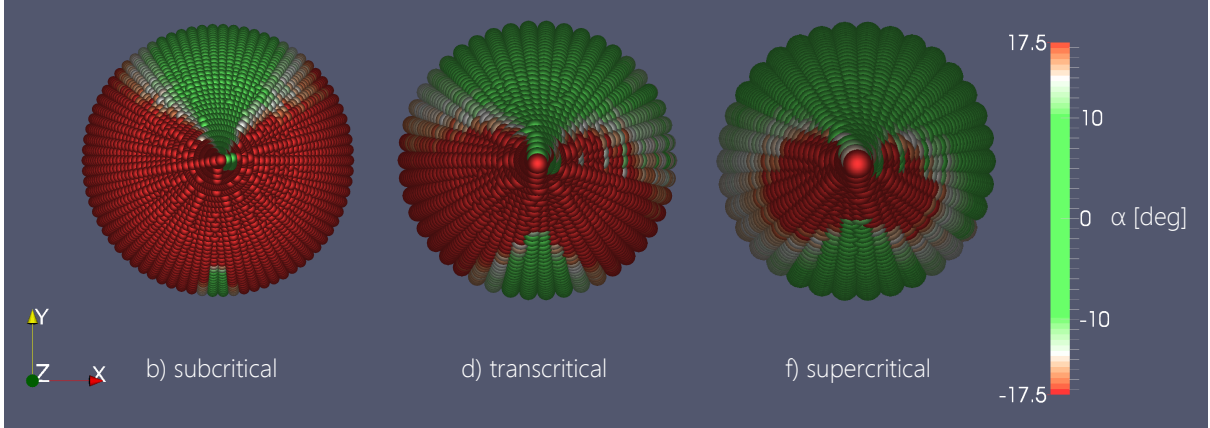 17.5
10
0 α [deg]
-10
-17.5
Y
Z X
b) subcritical
d) transcritical
f) supercritical